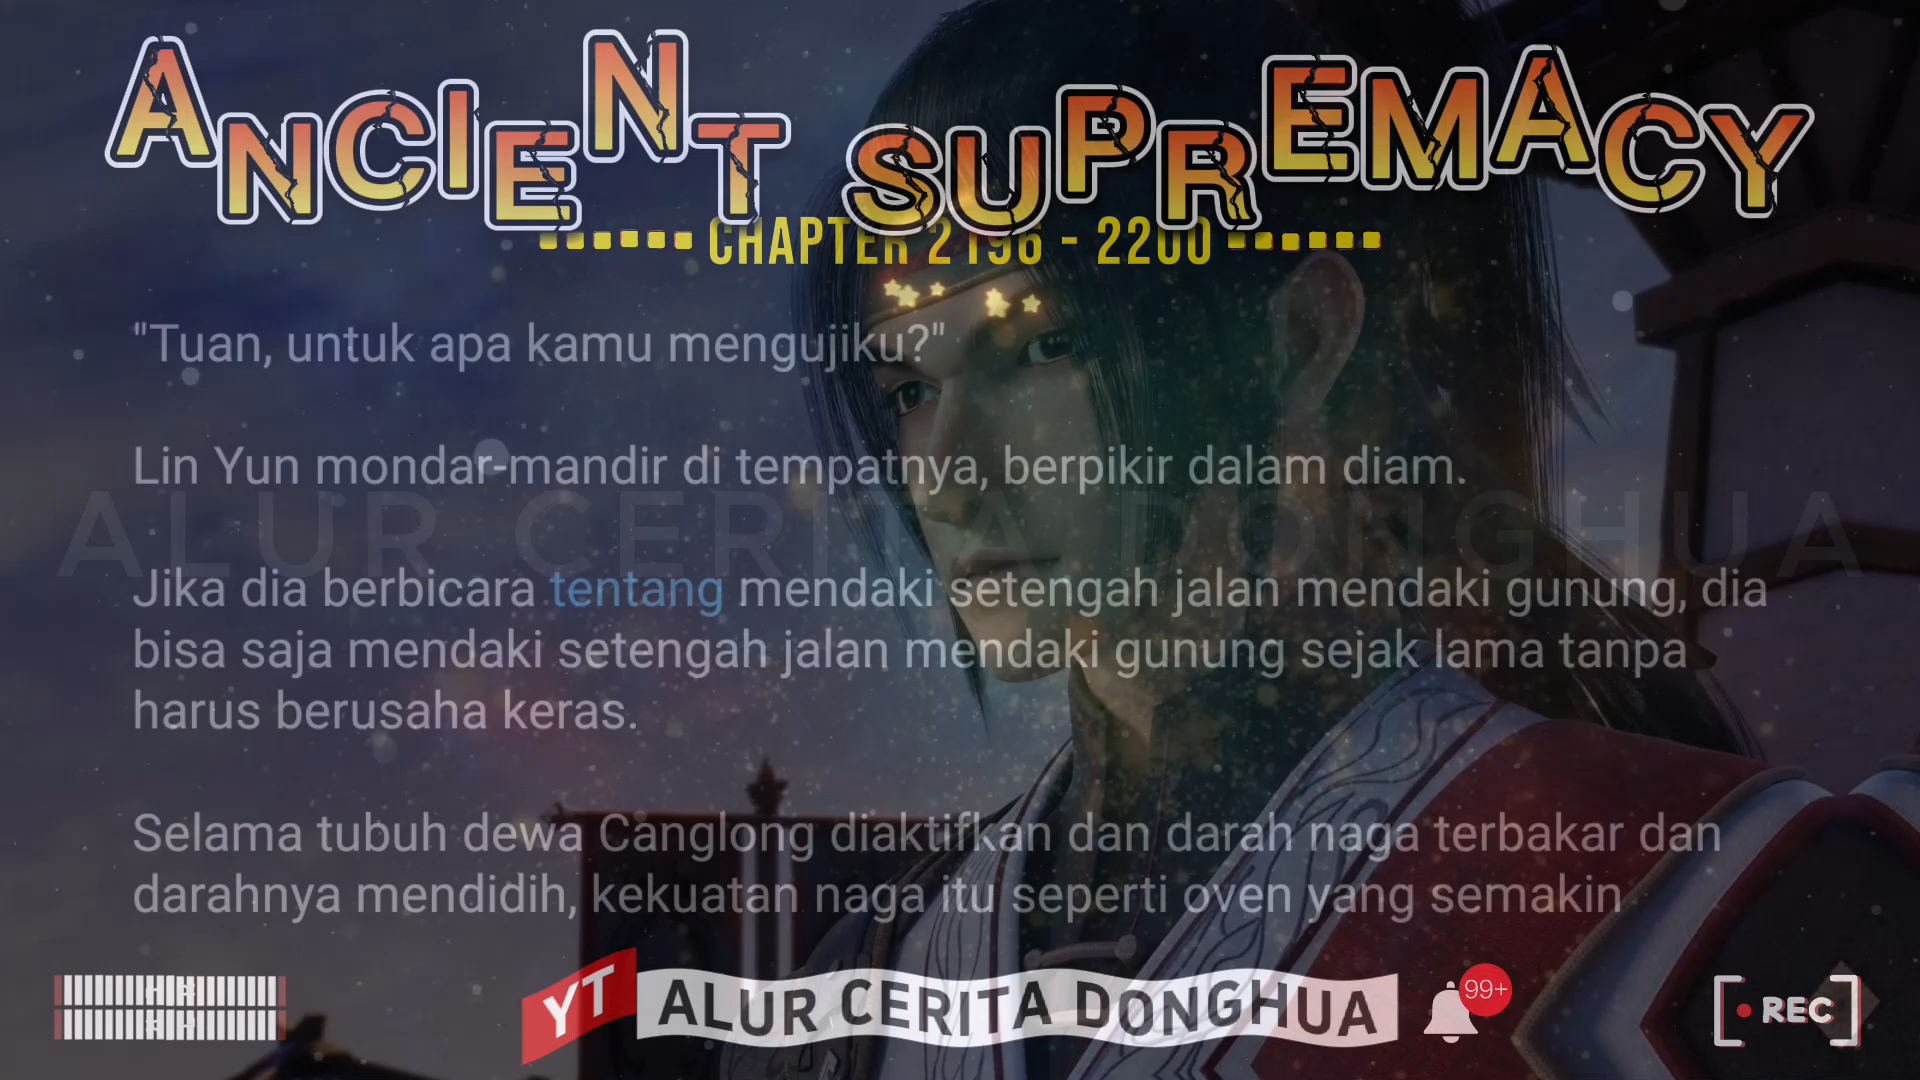 ANCIENT SUPREMACY
CHAPTER 2196 - 2200
"Tuan, untuk apa kamu mengujiku?"
Lin Yun mondar-mandir di tempatnya, berpikir dalam diam.
ALUR CERITA DONGHUA
Jika dia berbicara tentang mendaki setengah jalan mendaki gunung, dia
bisa saja mendaki setengah jalan mendaki gunung sejak lama tanpa
harus berusaha keras.
Selama tubuh dewa Canglong diaktifkan dan darah naga terbakar dan
darahnya mendidih, kekuatan naga itu seperti oven yang semakin
YT ALUR CERITA DONGHUA
99+
REC